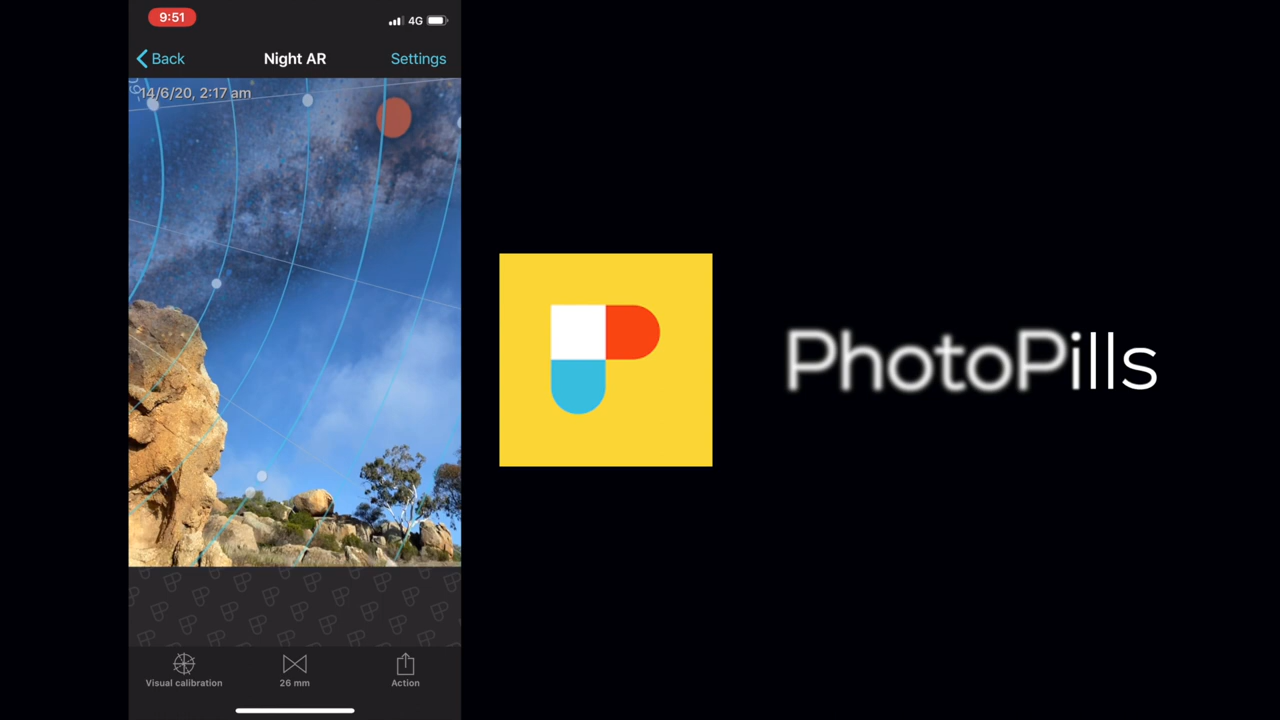 9:51
4G
Back
Night AR
Settings
14/6/20, 2:17 am
PhotoPills
Visual calibration
26 mm
Action